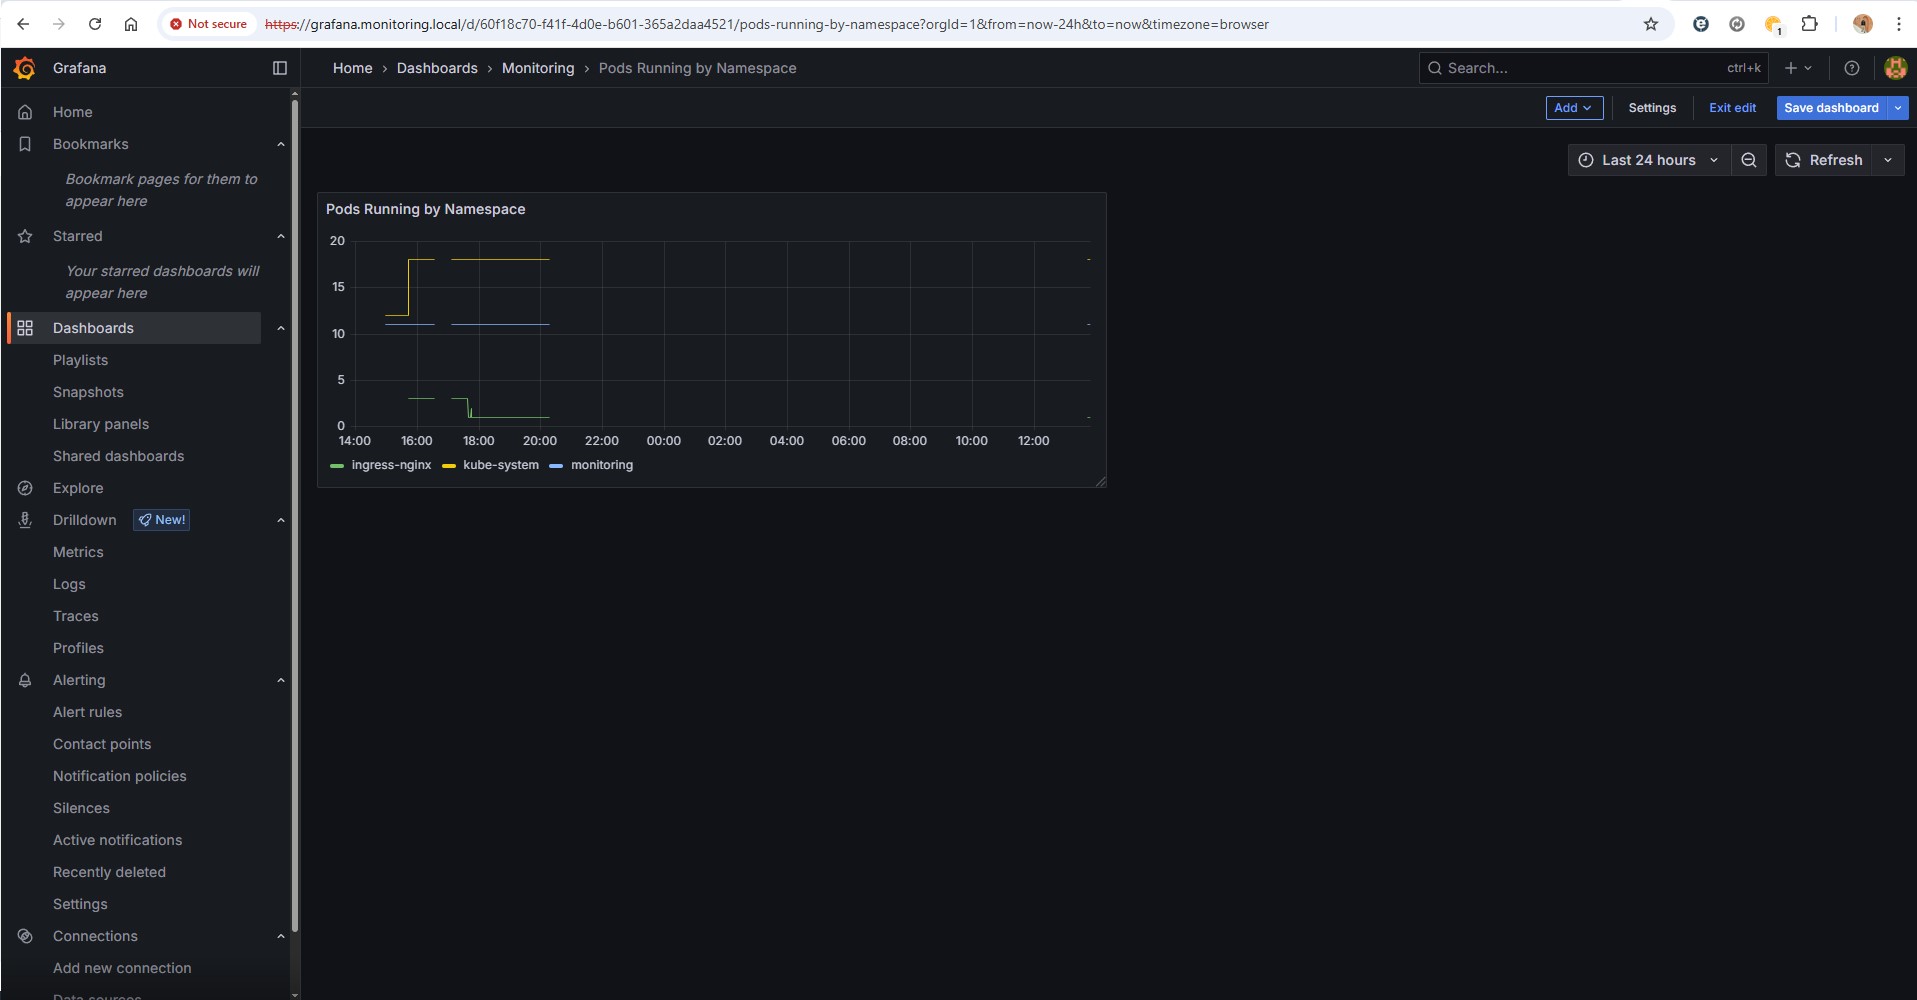 Not secure https://grafana.monitoring.local/d/60f18c70-f41f-4d0e-b601-365a2daa4521/pods-running-by-namespace?orgId=1&from=now-24h&to=now&timezone=browser
1
Grafana
Home › Dashboards › Monitoring › Pods Running by Namespace
Search... ctrl+k
Add Settings Exit edit Save dashboard
Last 24 hours Refresh
Home
Bookmarks
Bookmark pages for them to
appear here
Starred
Your starred dashboards will
appear here
Dashboards
Playlists
Snapshots
Library panels
Shared dashboards
Explore
Drilldown New!
Metrics
Logs
Traces
Profiles
Alerting
Alert rules
Contact points
Notification policies
Silences
Active notifications
Recently deleted
Settings
Connections
Add new connection
Data sources
Pods Running by Namespace
20
15
10
5
0
14:00 16:00 18:00 20:00 22:00 00:00 02:00 04:00 06:00 08:00 10:00 12:00
ingress-nginx kube-system monitoring